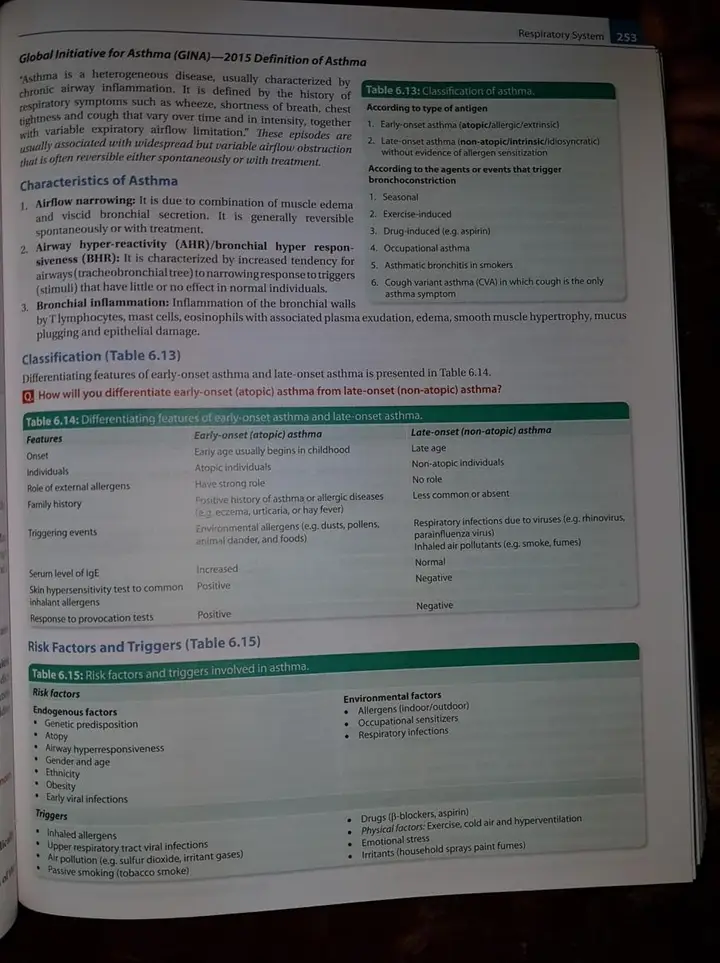 Respiratory System 253
Global Initiative for Asthma (GINA)—2015 Definition of Asthma
"Asthma is a heterogeneous disease, usually characterized by
chronic airway inflammation. It is defined by the history of
respiratory symptoms such as wheeze, shortness of breath, chest
tightness and cough that vary over time and in intensity, together
with variable expiratory airflow limitation." These episodes are
usually associated with widespread but variable airflow obstruction
that is often reversible either spontaneously or with treatment.
Characteristics of Asthma
1. Airflow narrowing: It is due to combination of muscle edema
and viscid bronchial secretion. It is generally reversible
spontaneously or with treatment.
2. Airway hyper-reactivity (AHR)/bronchial hyper respon-
siveness (BHR): It is characterized by increased tendency for
airways (tracheobronchial tree) to narrowing response to triggers
(stimuli) that have little or no effect in normal individuals.
3. Bronchial inflammation: Inflammation of the bronchial walls
by T lymphocytes, mast cells, eosinophils with associated plasma exudation, edema, smooth muscle hypertrophy, mucus
plugging and epithelial damage.
Table 6.13: Classification of asthma.
According to type of antigen
1. Early-onset asthma (atopic/allergic/extrinsic)
2. Late-onset asthma (non-atopic/intrinsic/idiosyncratic)
without evidence of allergen sensitization
According to the agents or events that trigger
bronchoconstriction
1. Seasonal
2. Exercise-induced
3. Drug-induced (e.g. aspirin)
4. Occupational asthma
5. Asthmatic bronchitis in smokers
6. Cough variant asthma (CVA) in which cough is the only
asthma symptom
Classification (Table 6.13)
Differentiating features of early-onset asthma and late-onset asthma is presented in Table 6.14.
Q. How will you differentiate early-onset (atopic) asthma from late-onset (non-atopic) asthma?
Table 6.14: Differentiating features of early-onset asthma and late-onset asthma.
Features Early-onset (atopic) asthma Late-onset (non-atopic) asthma
Onset Early age usually begins in childhood Late age
Individuals Atopic individuals Non-atopic individuals
Role of external allergens Have strong role No role
Family history Positive history of asthma or allergic diseases Less common or absent
(e.g. eczema, urticaria, or hay fever)
Triggering events Environmental allergens (e.g. dusts, pollens, Respiratory infections due to viruses (e.g. rhinovirus,
animal dander, and foods) parainfluenza virus)
Inhaled air pollutants (e.g. smoke, fumes)
Serum level of IgE Increased Normal
Skin hypersensitivity test to common Positive Negative
inhalant allergens
Response to provocation tests Positive Negative
Risk Factors and Triggers (Table 6.15)
Table 6.15: Risk factors and triggers involved in asthma.
Risk factors
Endogenous factors
• Genetic predisposition
• Atopy
• Airway hyperresponsiveness
• Gender and age
• Ethnicity
• Obesity
• Early viral infections
Environmental factors
• Allergens (indoor/outdoor)
• Occupational sensitizers
• Respiratory infections
Triggers
• Inhaled allergens
• Upper respiratory tract viral infections
• Air pollution (e.g. sulfur dioxide, irritant gases)
• Passive smoking (tobacco smoke)
• Drugs (β-blockers, aspirin)
• Physical factors: Exercise, cold air and hyperventilation
• Emotional stress
• Irritants (household sprays paint fumes)